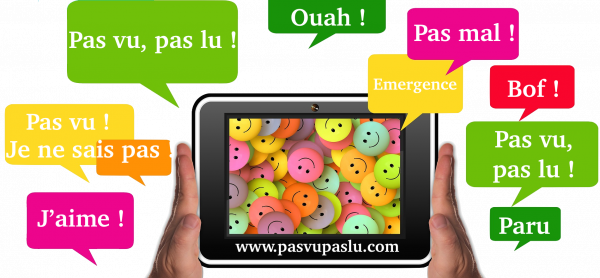 Pas vu, pas lu !
Ouah !
Pas mal !
Emergence
Bof !
Pas vu !
Je ne sais pas
Pas vu,
pas lu !
J'aime !
Paru
www.pasvupaslu.com